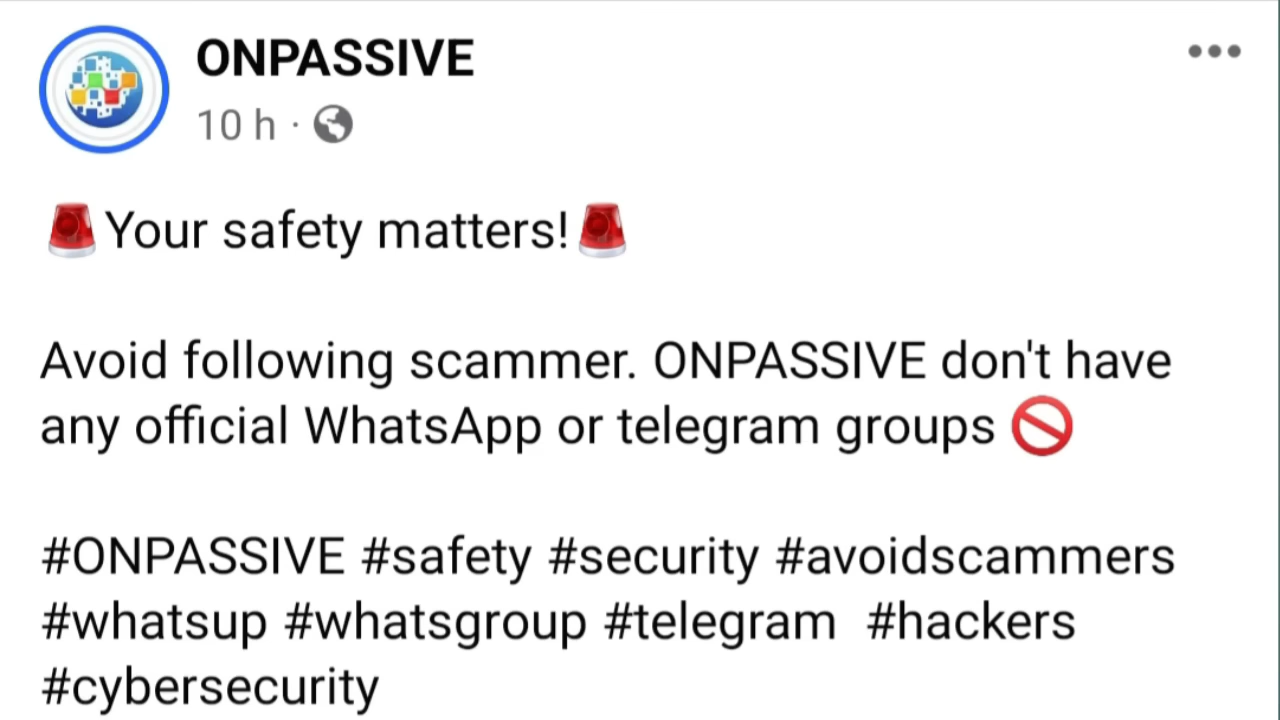 ONPASSIVE
10 h ·
🚨Your safety matters!🚨
Avoid following scammer. ONPASSIVE don't have
any official WhatsApp or telegram groups 🚫
#ONPASSIVE #safety #security #avoidscammers
#whatsup #whatsgroup #telegram #hackers
#cybersecurity